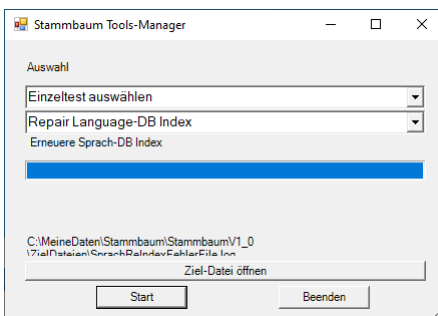 Stammbaum Tools-Manager
Auswahl
Einzeltest auswählen
Repair Language-DB Index
Erneuere Sprach-DB Index
C:\MeineDaten\Stammbaum\StammbaumV1_0
\ZielDateien\SprachReIndexFehlerFile.log
Ziel-Datei öffnen
Start
Beenden